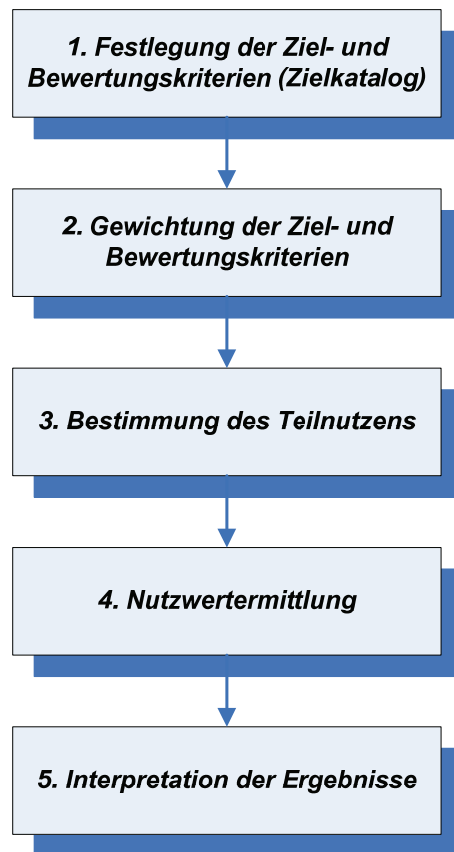 1. Festlegung der Ziel- und
Bewertungskriterien (Zielkatalog)
2. Gewichtung der Ziel- und
Bewertungskriterien
3. Bestimmung des Teilnutzens
4. Nutzwertermittlung
5. Interpretation der Ergebnisse